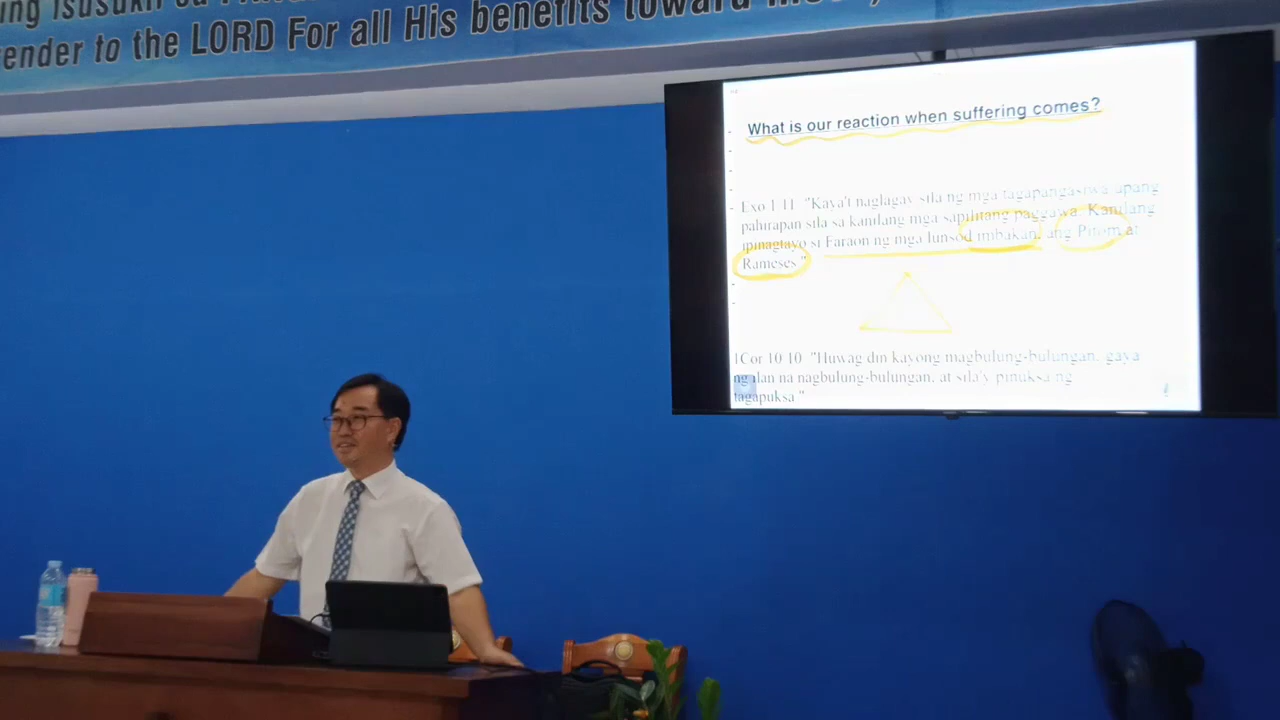 ung isusukli sa
render to the LORD For all His benefits toward me
What is our reaction when suffering comes?
Exo 1 11 "Kaya't naglagay sila ng mga tagapangasiwa upang
pahirapan sila sa kanilang mga sapilitang paggawa. Kanilang
ipinagtayo si Faraon ng mga lunsod imbakan, ang Pitom at
Rameses."
1Cor 10 10 "Huwag din kayong magbulung-bulungan, gaya
ng ilan na nagbulung-bulungan, at sila'y pinuksa ng
tagapuksa."